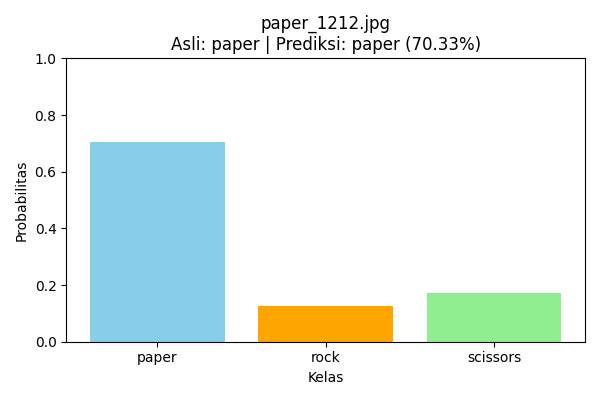 paper_1212.jpg
Asli: paper | Prediksi: paper (70.33%)
1.0
0.8
0.6
0.4
0.2
0.0
Probabilitas
paper rock scissors
Kelas